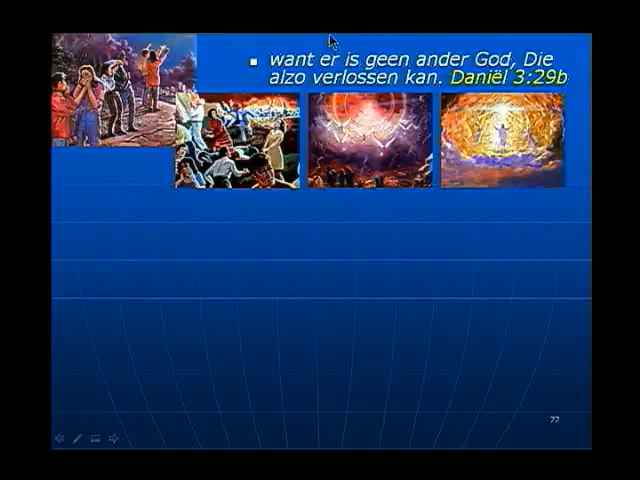 want er is geen ander God, Die
alzo verlossen kan. Daniël 3:29b
77